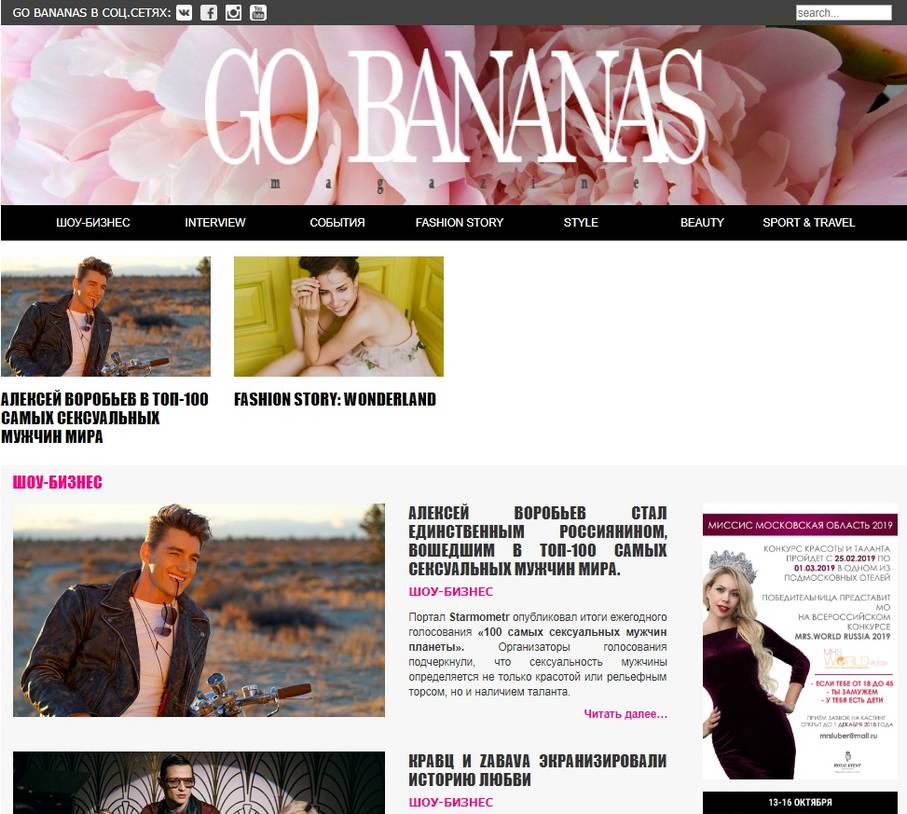 GO BANANAS В СОЦ.СЕТЯХ:
You Tube
search...
GO BANANAS
magazine
ШОУ-БИЗНЕС INTERVIEW СОБЫТИЯ FASHION STORY STYLE BEAUTY SPORT & TRAVEL
АЛЕКСЕЙ ВОРОБЬЕВ В ТОП-100
САМЫХ СЕКСУАЛЬНЫХ
МУЖЧИН МИРА
FASHION STORY: WONDERLAND
ШОУ-БИЗНЕС
АЛЕКСЕЙ ВОРОБЬЕВ СТАЛ
ЕДИНСТВЕННЫМ РОССИЯНИНОМ,
ВОШЕДШИМ В ТОП-100 САМЫХ
СЕКСУАЛЬНЫХ МУЖЧИН МИРА.
ШОУ-БИЗНЕС
Портал Starmometr опубликовал итоги ежегодного
голосования «100 самых сексуальных мужчин
планеты». Организаторы голосования
подчеркнули, что сексуальность мужчины
определяется не только красотой или рельефным
торсом, но и наличием таланта.
Читать далее...
КРАВЦ И ZABAVA ЭКРАНИЗИРОВАЛИ
ИСТОРИЮ ЛЮБВИ
ШОУ-БИЗНЕС
МИССИС МОСКОВСКАЯ ОБЛАСТЬ 2019
КОНКУРС КРАСОТЫ И ТАЛАНТА
ПРОЙДЕТ С 25.02.2019 ПО
01.03.2019 В ОДНОМ ИЗ
ПОДМОСКОВНЫХ ОТЕЛЕЙ
ПОБЕДИТЕЛЬНИЦА ПРЕДСТАВИТ
МО
НА ВСЕРОССИЙСКОМ
КОНКУРСЕ
MRS.WORLD RUSSIA 2019
MRS
WORLD
- ЕСЛИ ТЕБЕ ОТ 18 ДО 45
- ТЫ ЗАМУЖЕМ
- У ТЕБЯ ЕСТЬ ДЕТИ
ПРИЁМ ЗАЯВОК НА КАСТИНГ
ОТКРЫТ ДО 1 ДЕКАБРЯ 2018 ГОДА
mrsluber@mail.ru
13-16 ОКТЯБРЯ